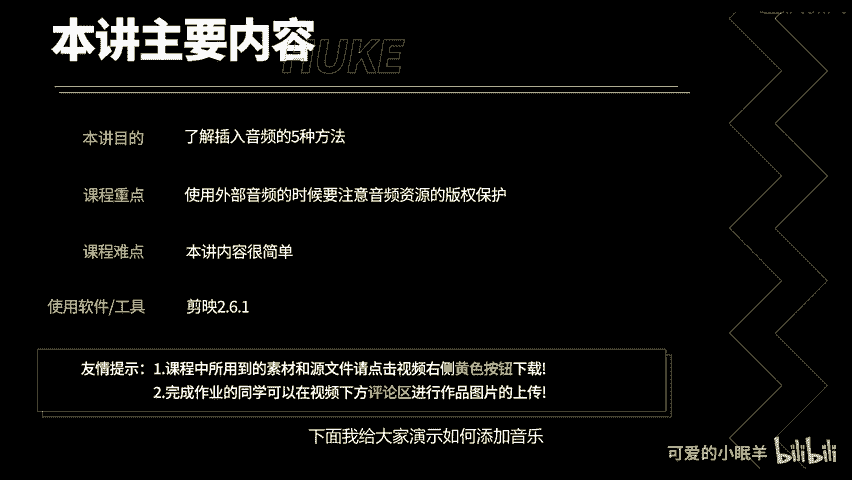 本讲主要内容
HUKE
本讲目的 了解插入音频的5种方法
课程重点 使用外部音频的时候要注意音频资源的版权保护
课程难点 本讲内容很简单
使用软件/工具 剪映2.6.1
友情提示：1.课程中所用到的素材和源文件请点击视频右侧黄色按钮下载!
2.完成作业的同学可以在视频下方评论区进行作品图片的上传!
下面我给大家演示如何添加音乐
可爱的小眠羊 bilibili